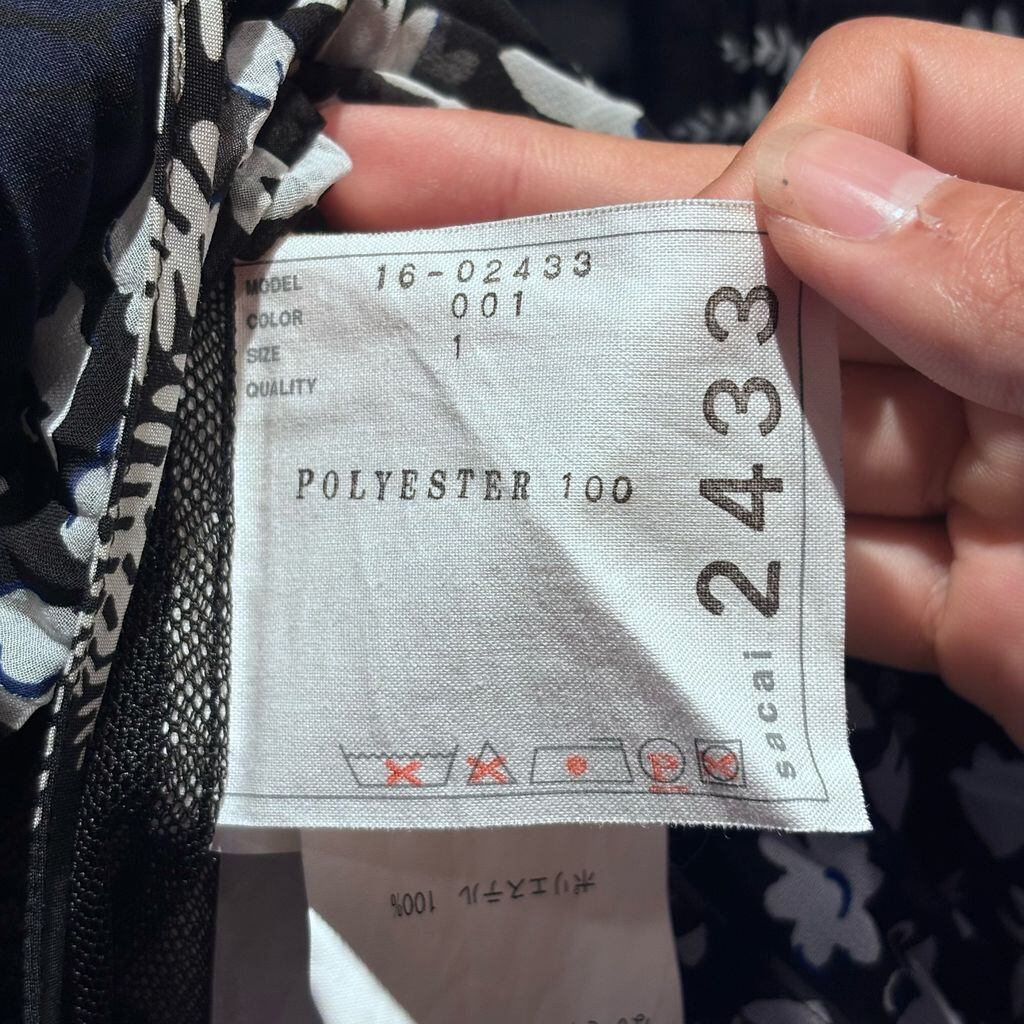 MODEL 16-02433
COLOR 001
SIZE 1
QUALITY
POLYESTER 100
P
sacai 2433
ポリエステル 100%